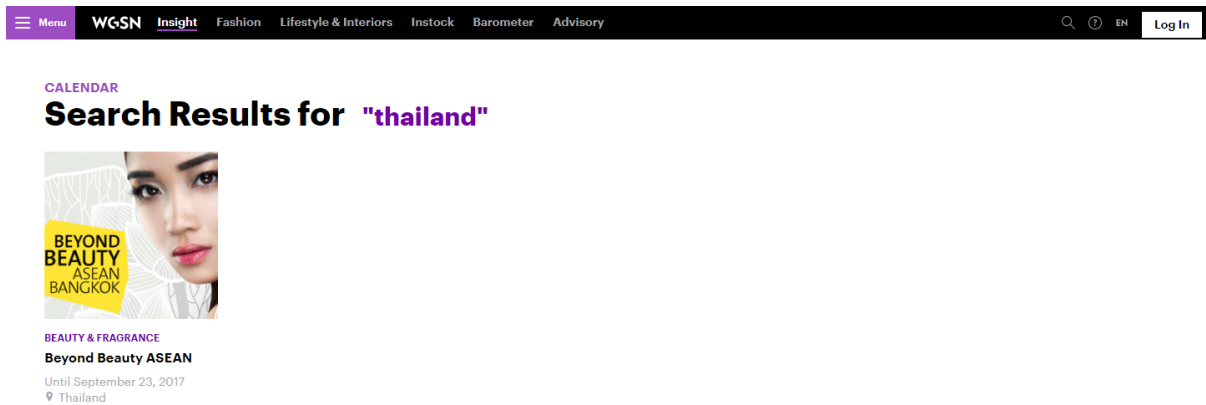 Menu WGSN Insight Fashion Lifestyle & Interiors Instock Barometer Advisory ? EN Log In
CALENDAR
Search Results for "thailand"
BEYOND
BEAUTY
ASEAN
BANGKOK
BEAUTY & FRAGRANCE
Beyond Beauty ASEAN
Until September 23, 2017
Thailand